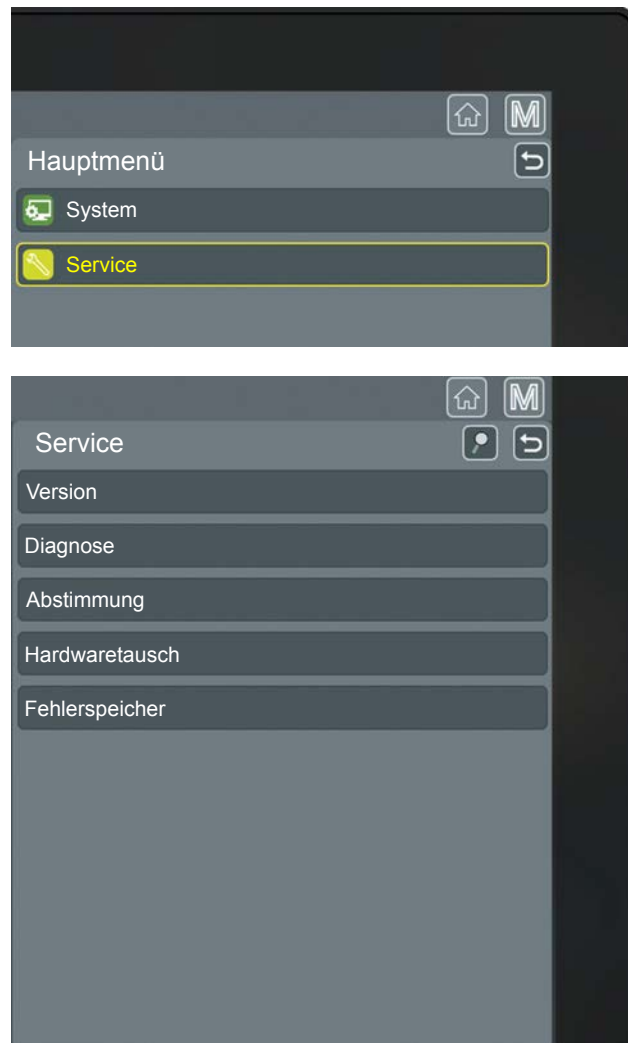 M
Hauptmenü
System
Service
M
Service
Version
Diagnose
Abstimmung
Hardwaretausch
Fehlerspeicher